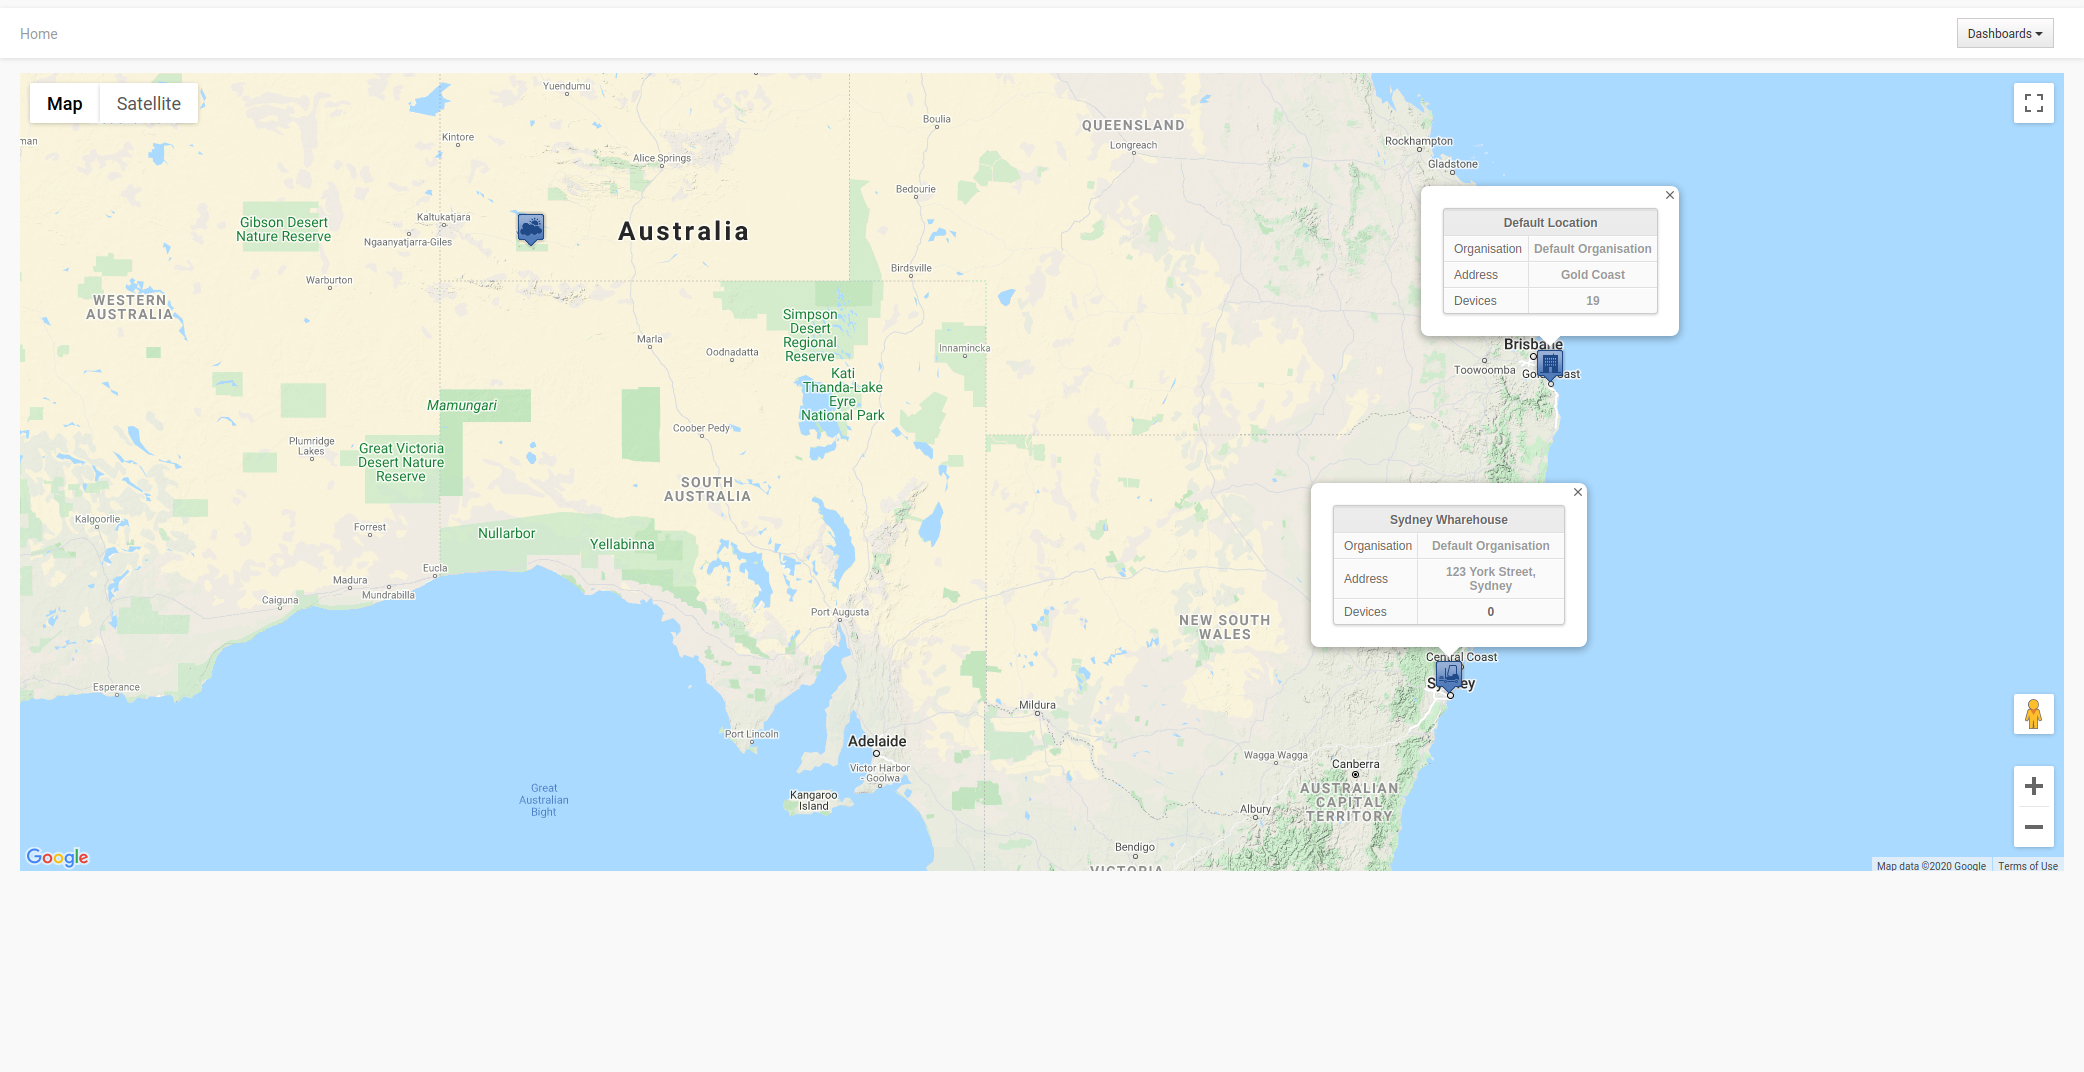 Home
Dashboards
Map
Satellite
Yuendumu
Kintore
Alice Springs
Boulia
QUEENSLAND
Longreach
Rockhampton
Gladstone
man
Bedourie
Gibson Desert
Nature Reserve
Kaltukatjara
Ngaanyatjarra-Giles
Australia
Warburton
Birdsville
WESTERN
AUSTRALIA
Default Location
Organisation Default Organisation
Address Gold Coast
Devices 19
Simpson
Desert
Regional
Reserve
Marla
Oodnadatta
Innamincka
Brisbane
Toowoomba
Gold Coast
Kati
Thanda-Lake
Eyre
National Park
Mamungari
Coober Pedy
Plumridge
Lakes
Great Victoria
Desert Nature
Reserve
SOUTH
AUSTRALIA
Kalgoorlie
Forrest
Nullarbor
Yellabinna
Sydney Wharehouse
Organisation Default Organisation
Address 123 York Street,
Sydney
Devices 0
Eucla
Madura
Mundrabilla
Caiguna
Port Augusta
NEW SOUTH
WALES
Central Coast
Sydney
Esperance
Mildura
Port Lincoln
Adelaide
Victor Harbor
- Goolwa
Wagga Wagga
Canberra
Kangaroo
Island
Great
Australian
Bight
AUSTRALIAN
CAPITAL
TERRITORY
Albury
Bendigo
VICTORIA
Google
Map data ©2020 Google
Terms of Use